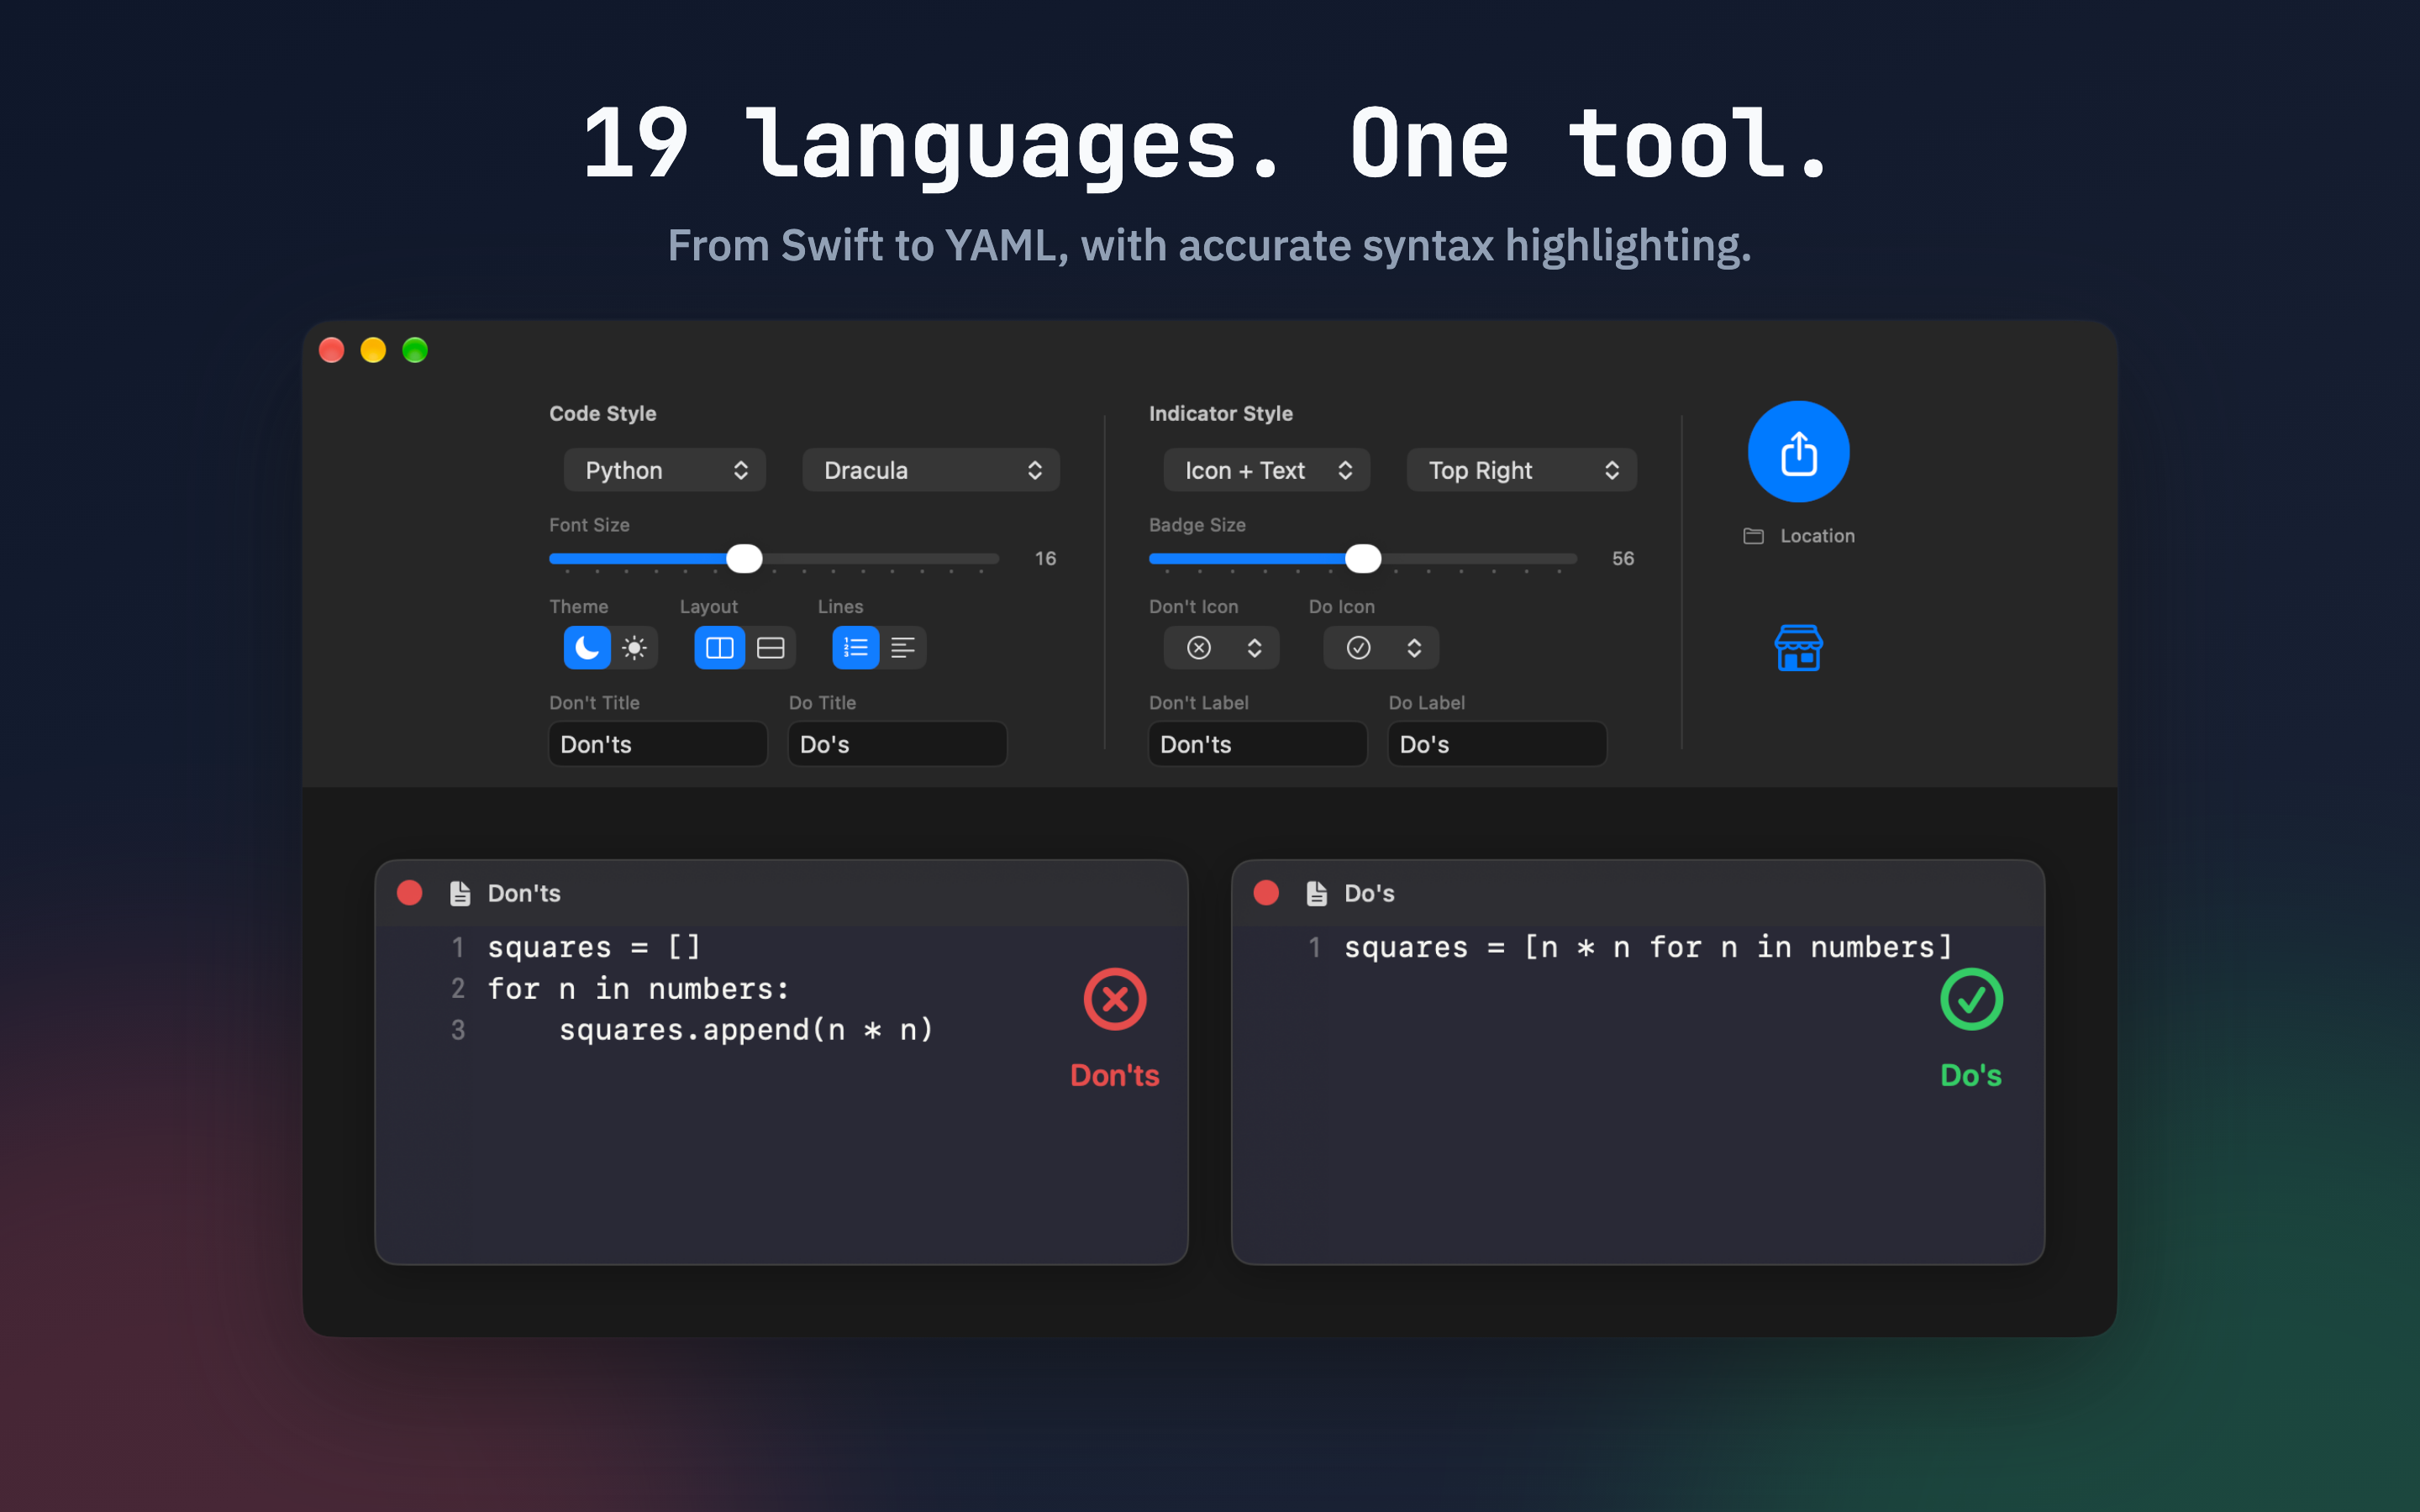 19 languages. One tool.
From Swift to YAML, with accurate syntax highlighting.
Code Style
Python
Dracula
Font Size
16
Theme
Layout
Lines
Don't Title
Do Title
Don'ts
Do's
Indicator Style
Icon + Text
Top Right
Badge Size
56
Don't Icon
Do Icon
Don't Label
Do Label
Don'ts
Do's
Location
Don'ts
1 squares = []
2 for n in numbers:
3     squares.append(n * n)
Don'ts
Do's
1 squares = [n * n for n in numbers]
Do's